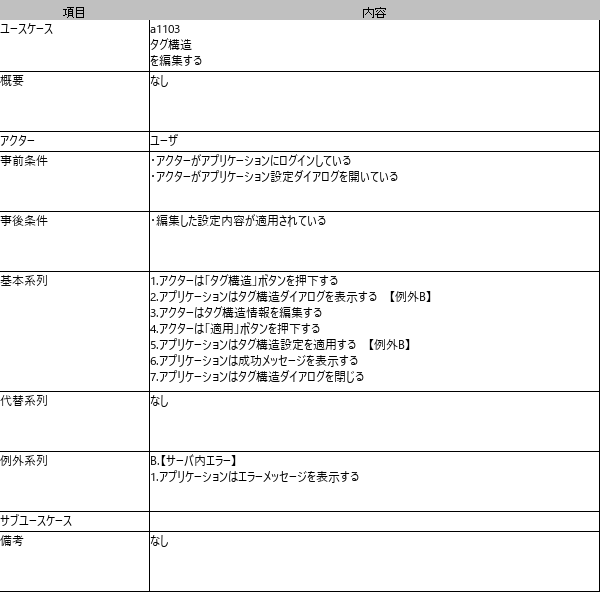 項目 内容
ユースケース a1103
タグ構造
を編集する
概要 なし
アクター ユーザ
事前条件 ・アクターがアプリケーションにログインしている
・アクターがアプリケーション設定ダイアログを開いている
事後条件 ・編集した設定内容が適用されている
基本系列 1.アクターは「タグ構造」ボタンを押下する
2.アプリケーションはタグ構造ダイアログを表示する 【例外B】
3.アクターはタグ構造情報を編集する
4.アクターは「適用」ボタンを押下する
5.アプリケーションはタグ構造設定を適用する 【例外B】
6.アプリケーションは成功メッセージを表示する
7.アプリケーションはタグ構造ダイアログを閉じる
代替系列 なし
例外系列 B.【サーバ内エラー】
1.アプリケーションはエラーメッセージを表示する
サブユースケース
備考 なし